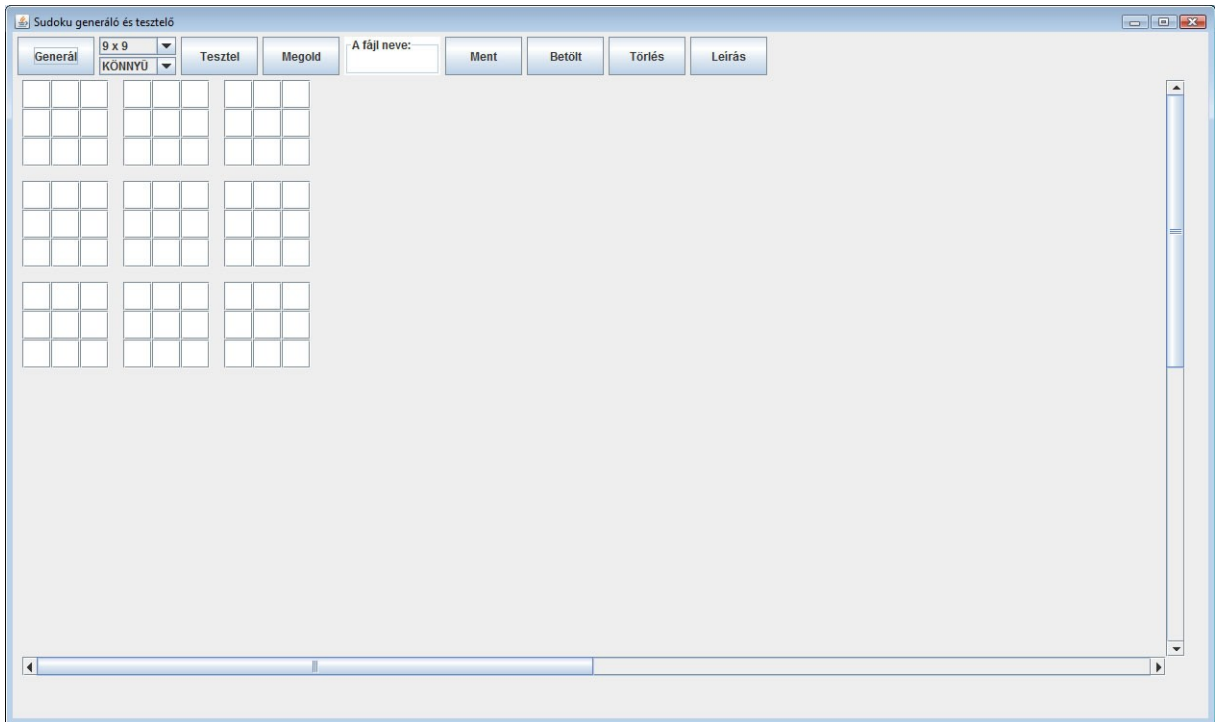 Sudoku generáló és tesztelő
Generál
9 x 9
KÖNNYŰ
Tesztel
Megold
A fájl neve:
Ment
Betölt
Törlés
Leírás